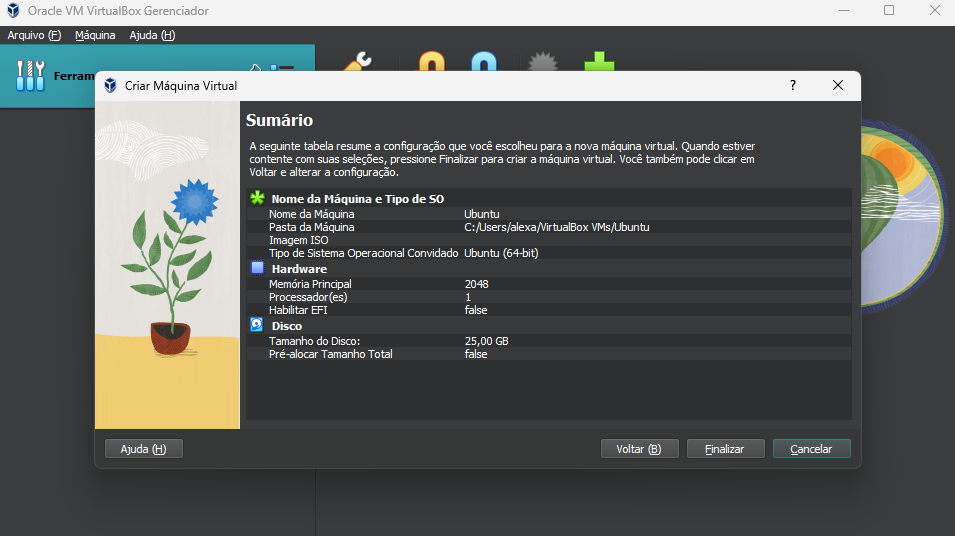 Oracle VM VirtualBox Gerenciador
Arquivo (F) Máquina Ajuda (H)
Criar Máquina Virtual
?
Sumário
A seguinte tabela resume a configuração que você escolheu para a nova máquina virtual. Quando estiver
contente com suas seleções, pressione Finalizar para criar a máquina virtual. Você também pode clicar em
Voltar e alterar a configuração.
Nome da Máquina e Tipo de SO
Nome da Máquina Ubuntu
Pasta da Máquina C:/Users/alexa/VirtualBox VMs/Ubuntu
Imagem ISO
Tipo de Sistema Operacional Convidado Ubuntu (64-bit)
Hardware
Memória Principal 2048
Processador(es) 1
Habilitar EFI false
Disco
Tamanho do Disco: 25,00 GB
Pré-alocar Tamanho Total false
Ajuda (H) Voltar (B) Finalizar Cancelar